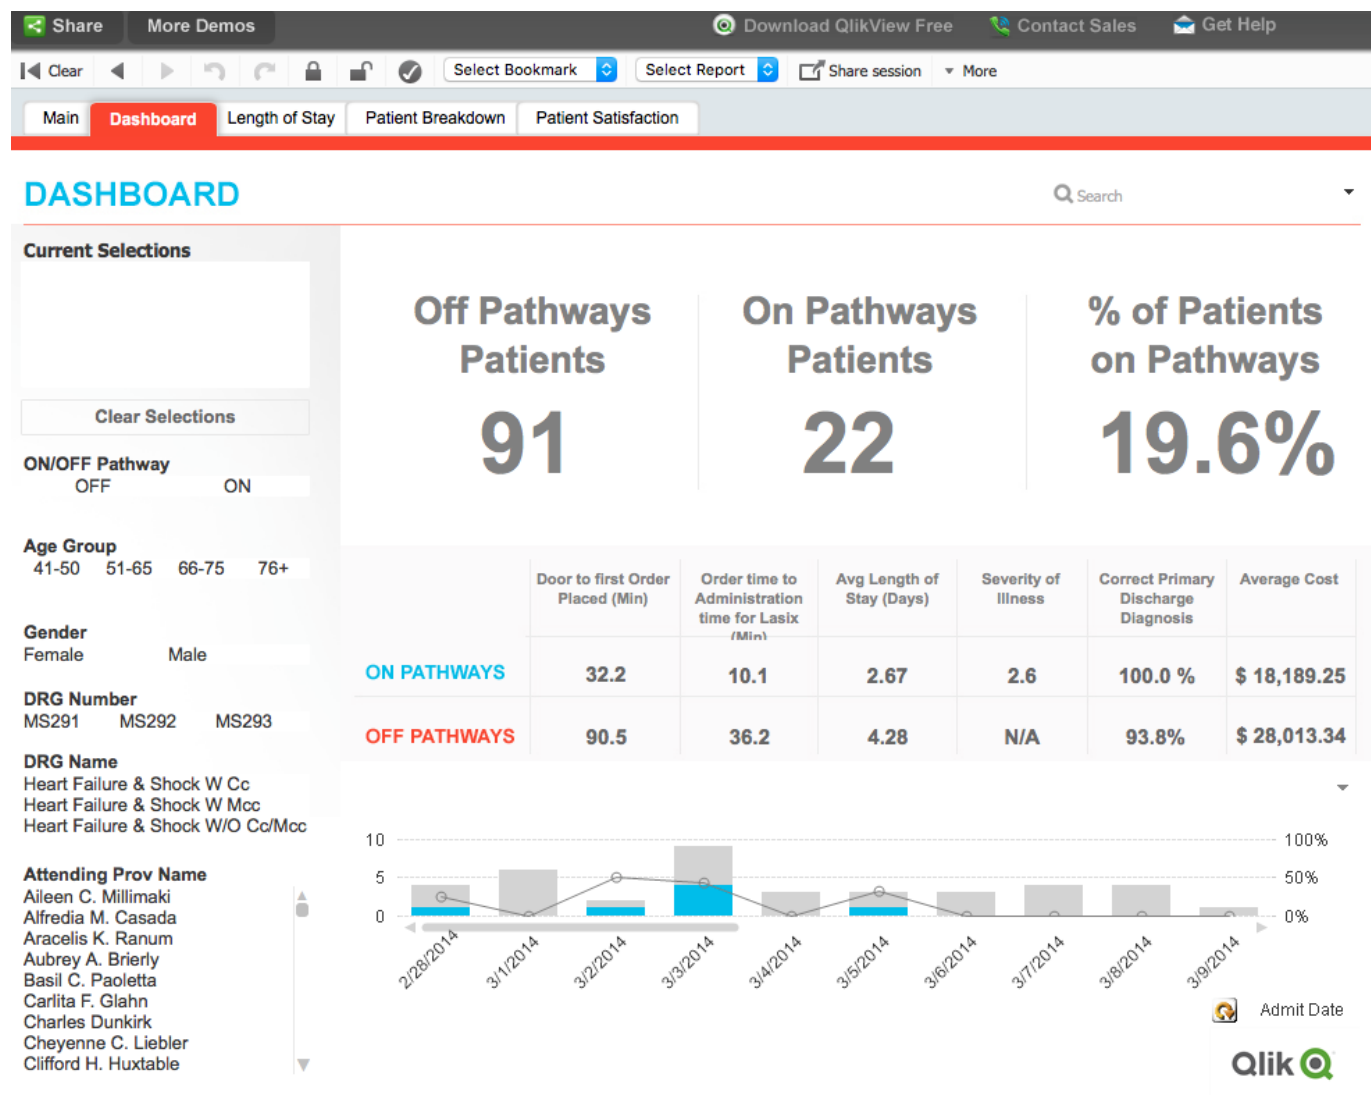 Share
More Demos
Download QlikView Free
Contact Sales
Get Help
Clear
Select Bookmark
Select Report
Share session
More
Main
Dashboard
Length of Stay
Patient Breakdown
Patient Satisfaction
DASHBOARD
Search
Current Selections
Clear Selections
ON/OFF Pathway
OFF ON
Age Group
41-50 51-65 66-75 76+
Gender
Female Male
DRG Number
MS291 MS292 MS293
DRG Name
Heart Failure & Shock W Cc
Heart Failure & Shock W Mcc
Heart Failure & Shock W/O Cc/Mcc
Attending Prov Name
Aileen C. Millimaki
Alfredia M. Casada
Aracelis K. Ranum
Aubrey A. Brierly
Basil C. Paoletta
Carlita F. Glahn
Charles Dunkirk
Cheyenne C. Liebler
Clifford H. Huxtable
Off Pathways
Patients
91
On Pathways
Patients
22
% of Patients
on Pathways
19.6%
Door to first Order
Placed (Min)
Order time to
Administration
time for Lasix
(Min)
Avg Length of
Stay (Days)
Severity of
Illness
Correct Primary
Discharge
Diagnosis
Average Cost
ON PATHWAYS 32.2 10.1 2.67 2.6 100.0 % $ 18,189.25
OFF PATHWAYS 90.5 36.2 4.28 N/A 93.8% $ 28,013.34
10 100%
5 50%
0 0%
2/28/2014 3/1/2014 3/2/2014 3/3/2014 3/4/2014 3/5/2014 3/6/2014 3/7/2014 3/8/2014 3/9/2014
Admit Date
Qlik